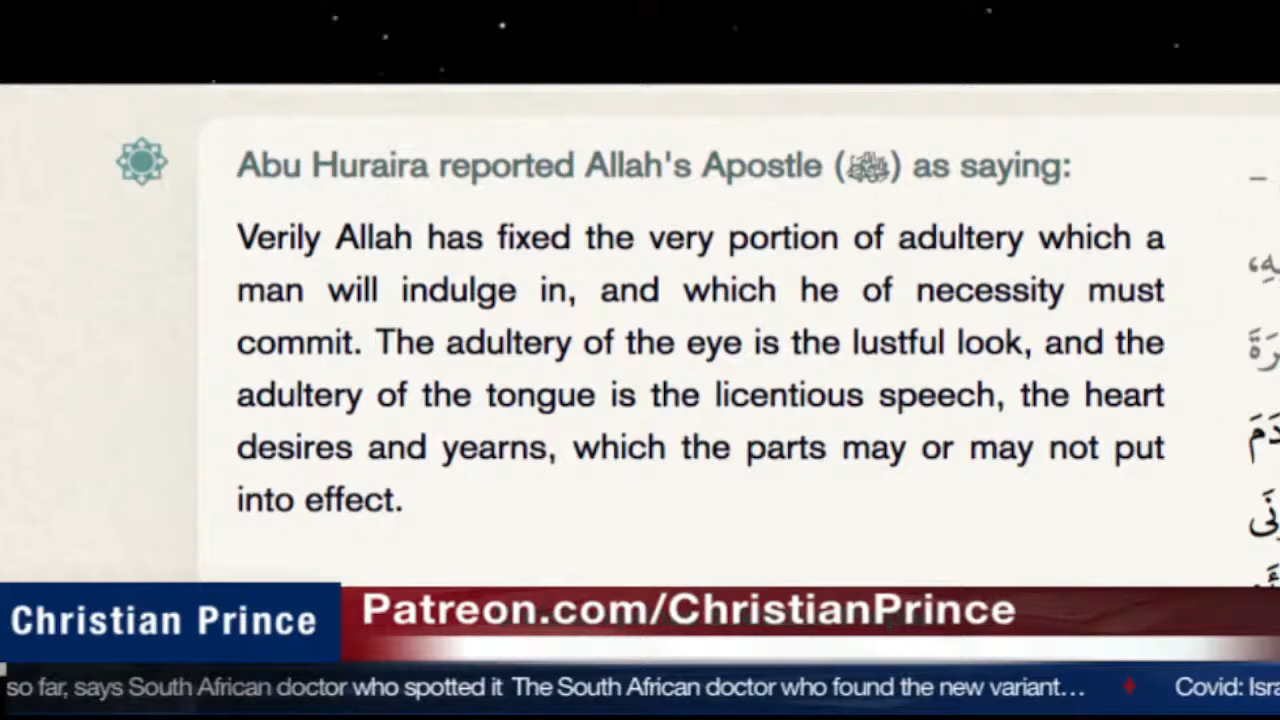 Abu Huraira reported Allah's Apostle (ﷺ) as saying:
Verily Allah has fixed the very portion of adultery which a
man will indulge in, and which he of necessity must
commit. The adultery of the eye is the lustful look, and the
adultery of the tongue is the licentious speech, the heart
desires and yearns, which the parts may or may not put
into effect.
Christian Prince
Patreon.com/ChristianPrince
so far, says South African doctor who spotted it The South African doctor who found the new variant… ♦ Covid: